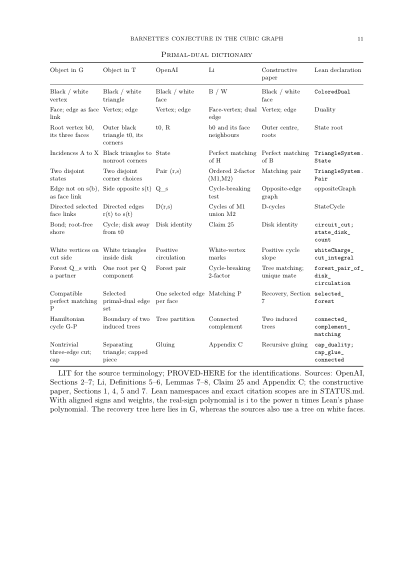 BARNETTE'S CONJECTURE IN THE CUBIC GRAPH 11
Primal-dual dictionary
Object in G Object in T OpenAI Li Constructive paper Lean declaration
Black / white vertex Black / white triangle Black / white face B / W Black / white face ColoredDual
Face; edge as face link Vertex; edge Vertex; edge Face-vertex; dual edge Vertex, edge Duality
Root vertex b0, its three faces Outer black triangle t0, its corners t0, R b0 and its face neighbours Outer centre, roots State root
Incidences A to X Black triangles to nonroot corners State Perfect matching of H Perfect matching of B TriangleSystem. State
Two disjoint states Two disjoint corner choices Pair (r,s) Ordered 2-factor (M1,M2) Matching pair TriangleSystem. Pair
Edge not on s(b), as face link Side opposite s(t) Q_s Cycle-breaking test Opposite-edge graph oppositeGraph
Directed selected face links Directed edges r(t) to s(t) D(r,s) Cycles of M1 union M2 D-cycles StateCycle
Bond; root-free shore Cycle; disk away from t0 Disk identity Claim 25 Disk identity circuit_cut; state_disk_ count
White vertices on cut side White triangles inside disk Positive circulation White-vertex marks Positive cycle slope whiteCharge_ cut_integral
Forest Q_s with a partner One root per Q component Forest pair Cycle-breaking 2-factor Tree matching; unique mate forest_pair_of_ disk_ circulation
Compatible perfect matching P Selected primal-dual edge set One selected edge per face Matching P Recovery, Section 7 selected_ forest
Hamiltonian cycle G-P Boundary of two induced trees Tree partition Connected complement Two induced trees connected_ complement_ matching
Nontrivial three-edge cut; cap Separating triangle; capped piece Gluing Appendix C Recursive gluing cap_duality; cap_glue_ connected
LIT for the source terminology; PROVED-HERE for the identifications. Sources: OpenAI,
Sections 2–7; Li, Definitions 5–6, Lemmas 7–8, Claim 25 and Appendix C; the constructive
paper, Sections 1, 4, 5 and 7. Lean namespaces and exact citation scopes are in STATUS.md.
With aligned signs and weights, the real-sign polynomial is i to the power n times Lean's phase
polynomial. The recovery tree here lies in G, whereas the sources also use a tree on white faces.